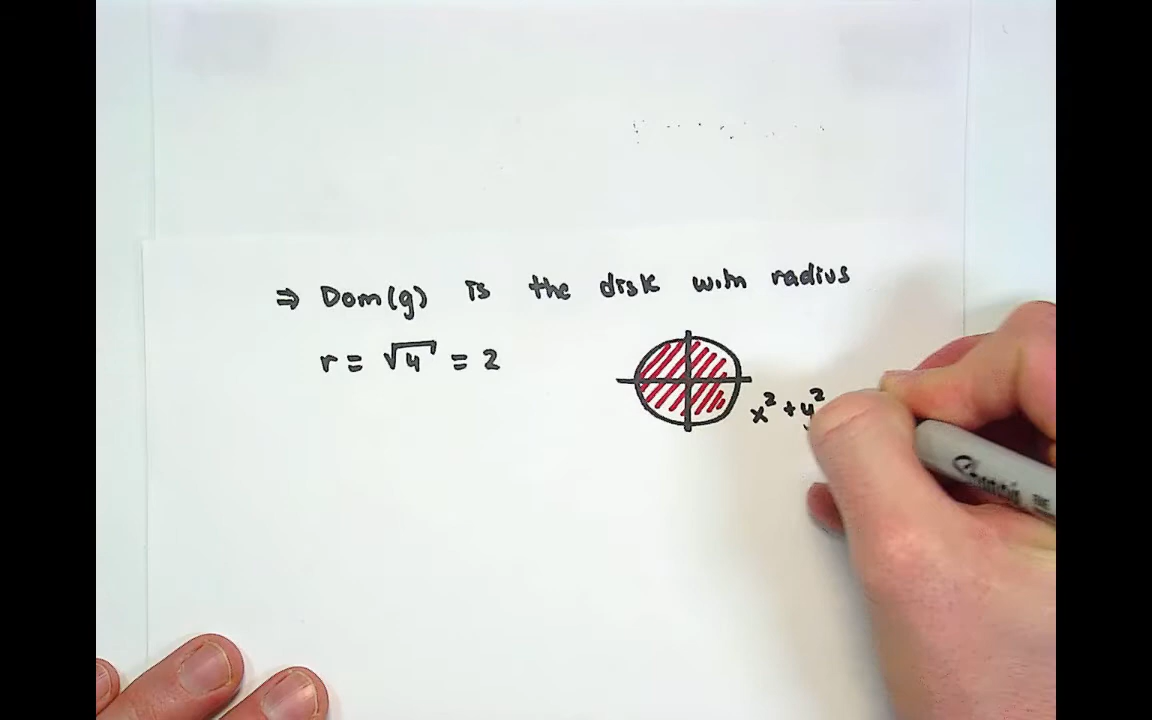 ⇒ Dom(g) is the disk with radius
r = √4 = 2
x² + y²